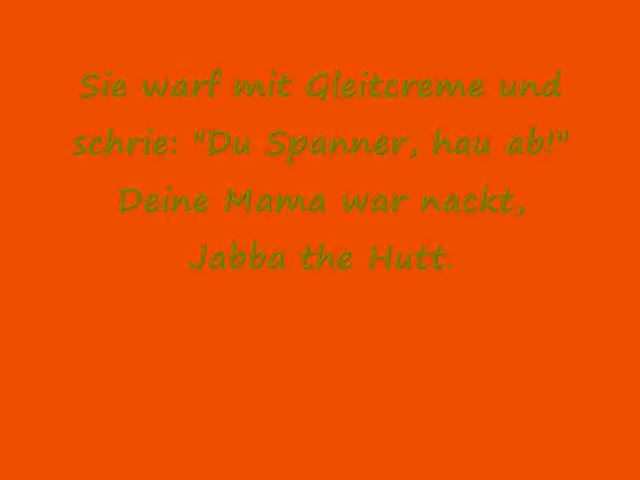 Sie warf mit Gleitcreme und
schrie: "Du Spanner, hau ab!"
Deine Mama war nackt,
Jabba the Hutt.